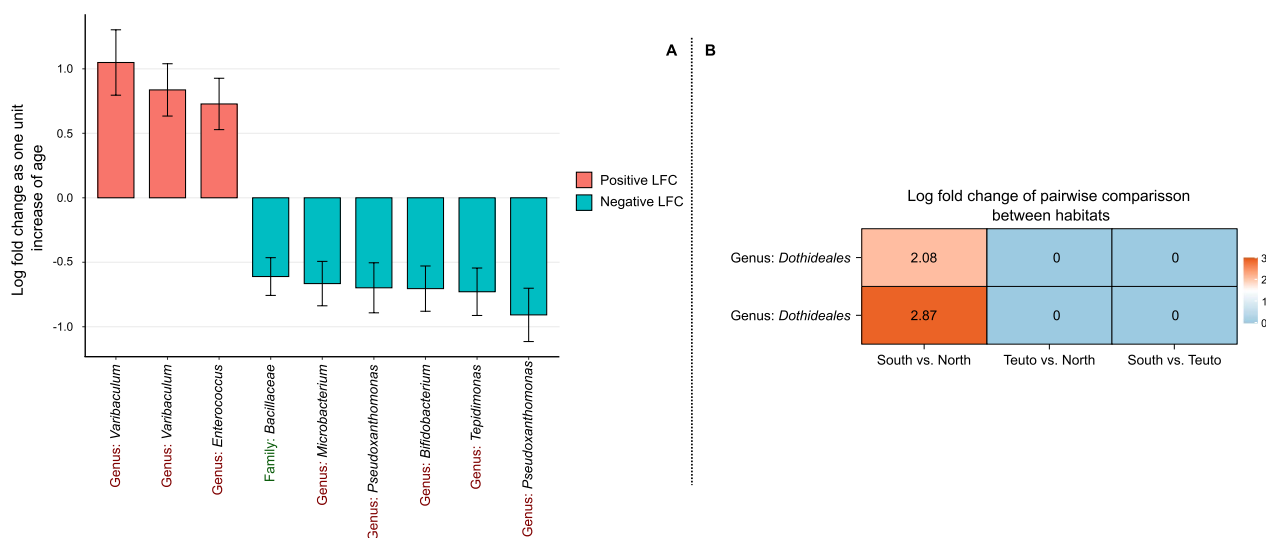 Log fold change as one unit
increase of age
1.0
0.5
0.0
-0.5
-1.0
Genus: Varibaculum
Genus: Varibaculum
Genus: Enterococcus
Family: Bacillaceae
Genus: Microbacterium
Genus: Pseudoxanthomonas
Genus: Bifidobacterium
Genus: Tepidimonas
Genus: Pseudoxanthomonas
Positive LFC
Negative LFC
A
B
Log fold change of pairwise comparisson
between habitats
Genus: Dothideales
2.08
0
0
Genus: Dothideales
2.87
0
0
South vs. North
Teuto vs. North
South vs. Teuto
3
2
1
0